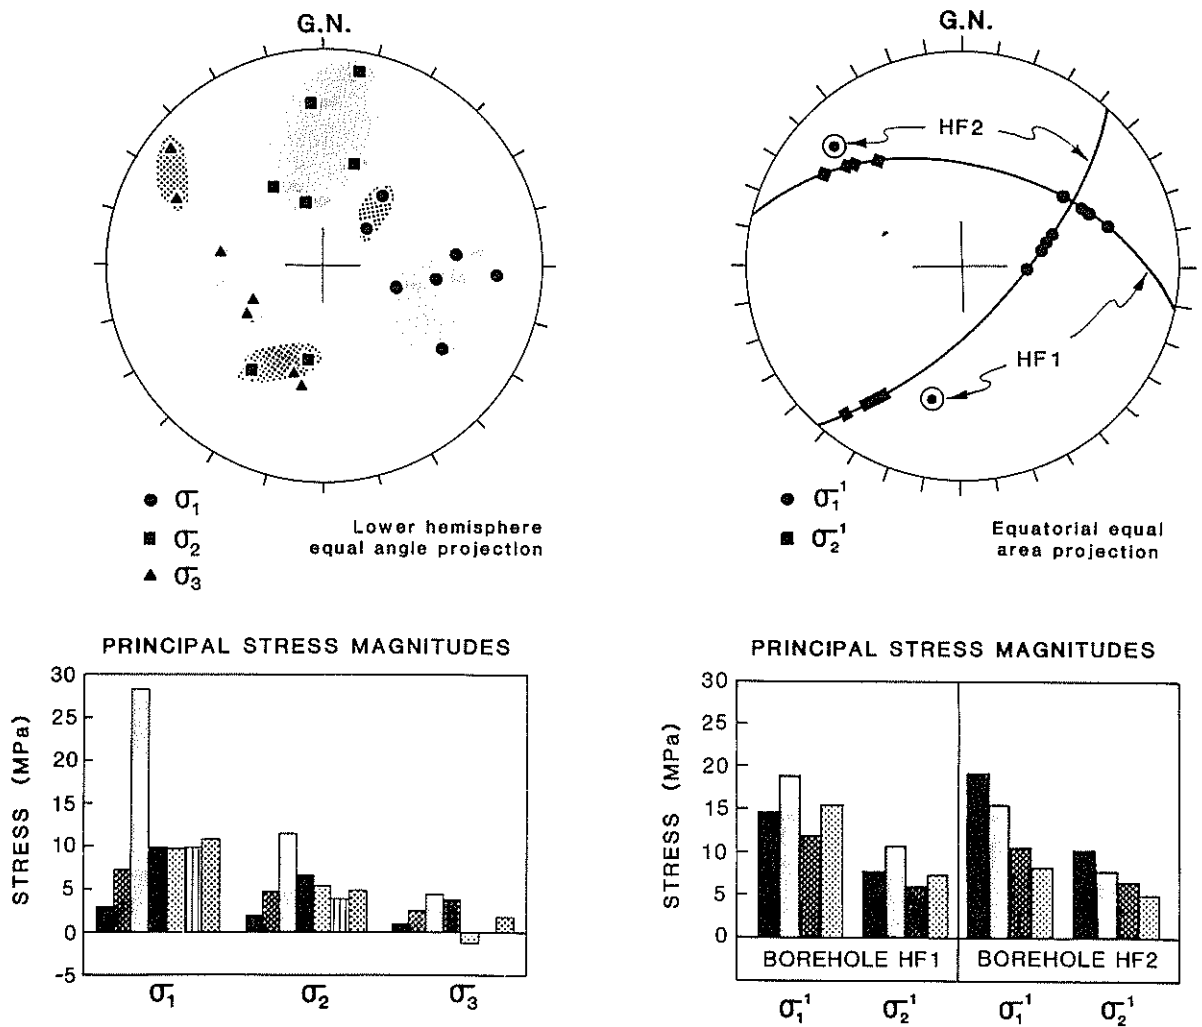 G.N.
σ1
σ2
σ3
Lower hemisphere
equal angle projection
G.N.
HF2
HF1
σ1¹
σ2¹
Equatorial equal
area projection
PRINCIPAL STRESS MAGNITUDES
STRESS (MPa)
30
20
10
5
0
-5
σ1
σ2
σ3
PRINCIPAL STRESS MAGNITUDES
STRESS (MPa)
30
25
20
15
10
5
0
BOREHOLE HF1
BOREHOLE HF2
σ1¹
σ2¹
σ1¹
σ2¹